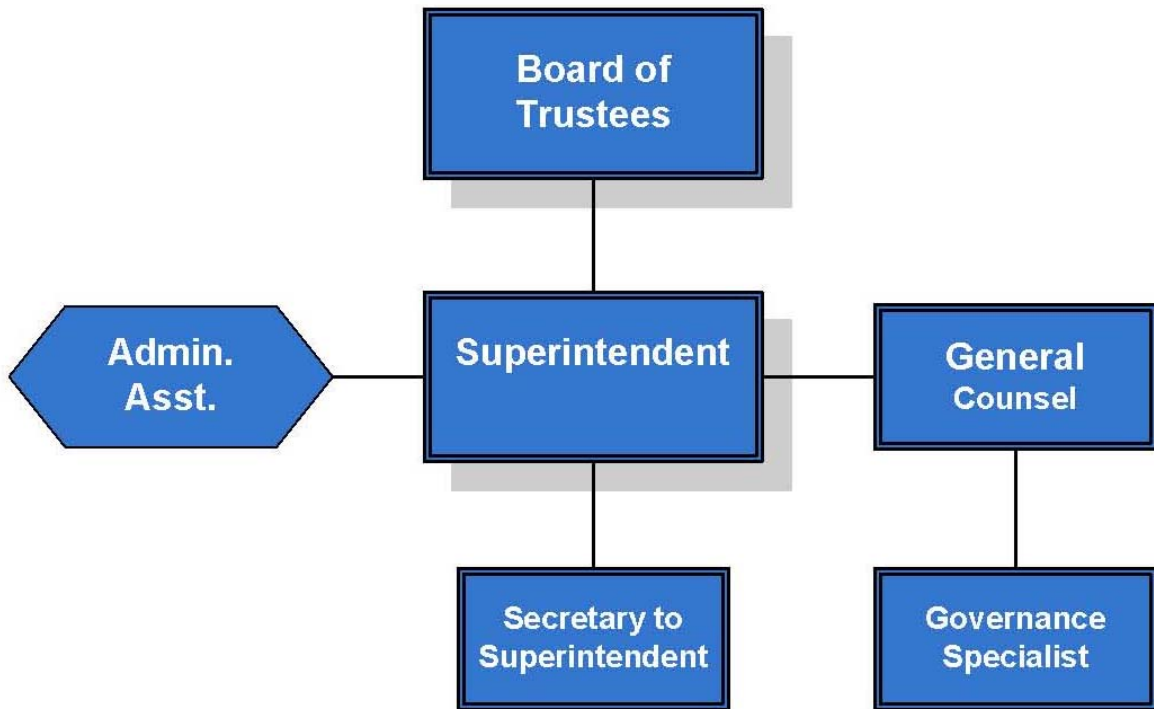 Board of
Trustees
Admin.
Asst.
Superintendent
General
Counsel
Secretary to
Superintendent
Governance
Specialist